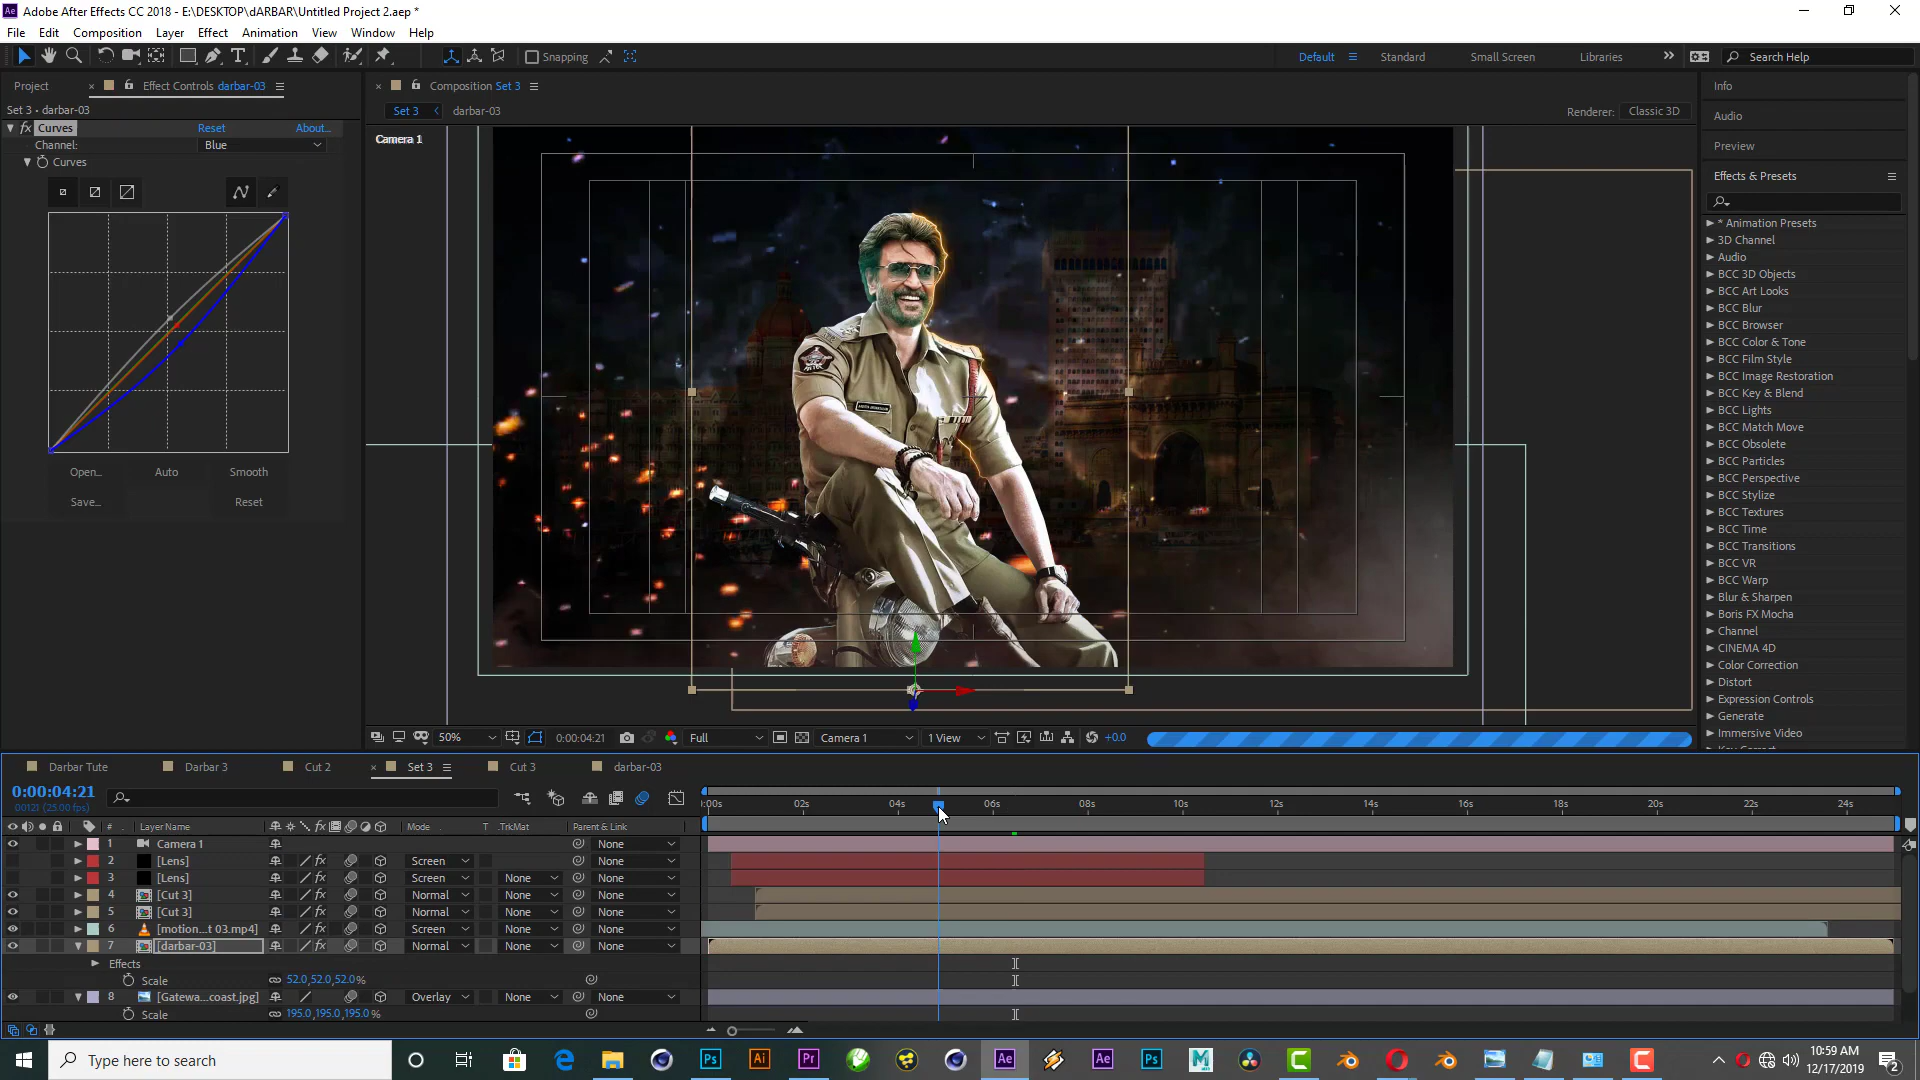 Adobe After Effects CC 2018 - E:\DESKTOP\dARBAR\Untitled Project 2.aep *
File Edit Composition Layer Effect Animation View Window Help
Snapping
Default Standard Small Screen Libraries Search Help
Project Effect Controls darbar-03
Composition Set 3
Set 3 • darbar-03
Curves Reset About...
Channel: Blue
Curves
Open... Auto Smooth
Save... Reset
Set 3 darbar-03
Renderer: Classic 3D
Camera 1
50% 0:00:04:21 Full Camera 1 1 View +0.0
Info
Audio
Preview
Effects & Presets
* Animation Presets
3D Channel
Audio
BCC 3D Objects
BCC Art Looks
BCC Blur
BCC Browser
BCC Color & Tone
BCC Film Style
BCC Image Restoration
BCC Key & Blend
BCC Lights
BCC Match Move
BCC Obsolete
BCC Particles
BCC Perspective
BCC Stylize
BCC Textures
BCC Time
BCC Transitions
BCC VR
BCC Warp
Blur & Sharpen
Boris FX Mocha
Channel
CINEMA 4D
Color Correction
Distort
Expression Controls
Generate
Immersive Video
Darbar Tute Darbar 3 Cut 2 Set 3 Cut 3 darbar-03
0:00:04:21
00121 (25.00 fps)
:00s 02s 04s 06s 08s 10s 12s 14s 16s 18s 20s 22s 24s
# Layer Name Mode T .TrkMat Parent & Link
1 Camera 1 None
2 [Lens] Screen None
3 [Lens] Screen None None
4 [Cut 3] Normal None None
5 [Cut 3] Normal None None
6 [motion...t 03.mp4] Screen None None
7 [darbar-03] Normal None None
Effects
Scale 52.0,52.0,52.0%
8 [Gatewa...coast.jpg] Overlay None None
Scale 195.0,195.0,195.0%
Type here to search
10:59 AM
12/17/2019
2